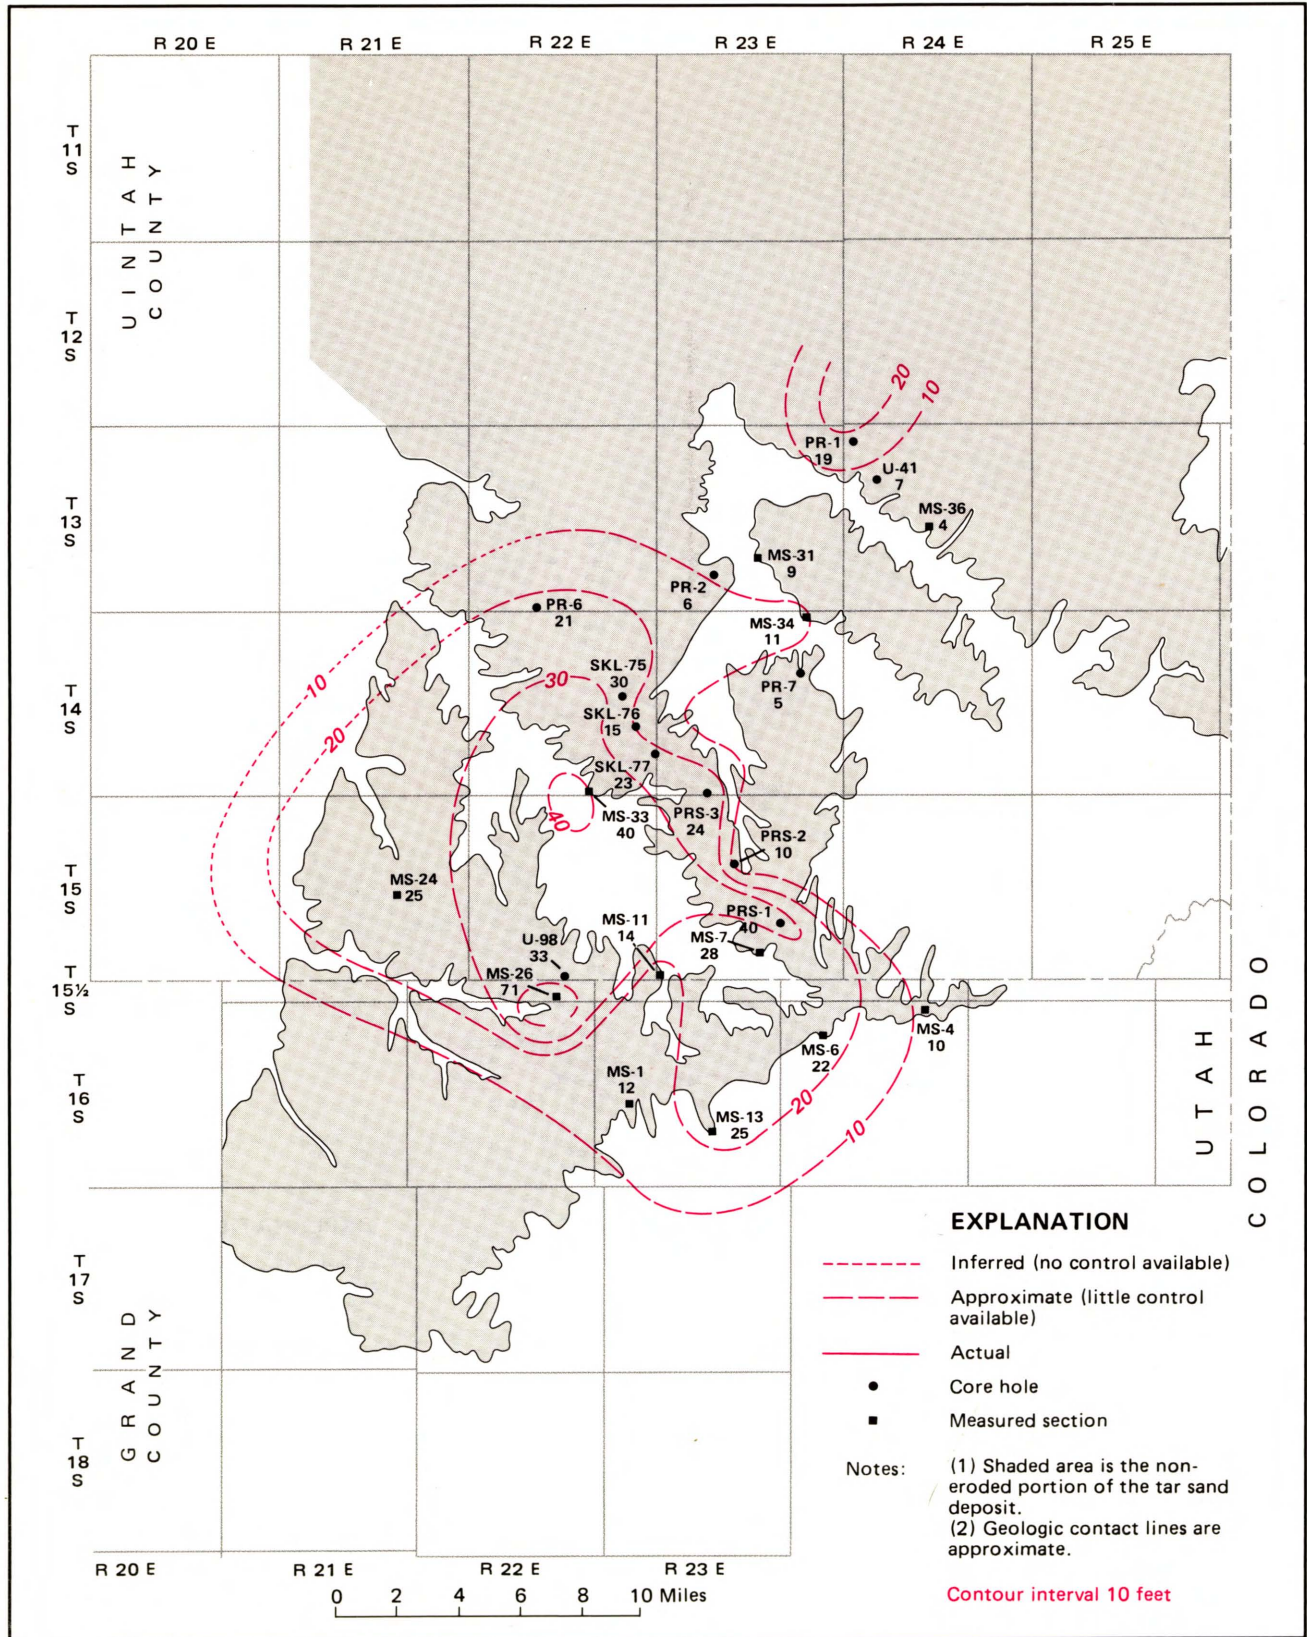 R 20 E R 21 E R 22 E R 23 E R 24 E R 25 E
T
11
S
UINTAH
COUNTY
T
12
S
20
10
PR-1
19
U-41
7
T
13
S
MS-36
4
MS-31
9
PR-2
6
PR-6
21
MS-34
11
SKL-75
30
30
PR-7
5
10
T
14
S
SKL-76
15
20
SKL-77
23
40
MS-33
40
PRS-3
24
PRS-2
10
T
15
S
MS-24
25
PRS-1
40
MS-11
14
MS-7
28
U-98
33
MS-26
71
T
15½
S
MS-4
10
MS-6
22
UTAH
COLORADO
MS-1
12
T
16
S
20
MS-13
25
10
EXPLANATION
Inferred (no control available)
Approximate (little control
available)
Actual
Core hole
Measured section
Notes:
(1) Shaded area is the non-
eroded portion of the tar sand
deposit.
(2) Geologic contact lines are
approximate.
Contour interval 10 feet
T
17
S
GRAND
COUNTY
T
18
S
R 20 E R 21 E R 22 E R 23 E
0 2 4 6 8 10 Miles